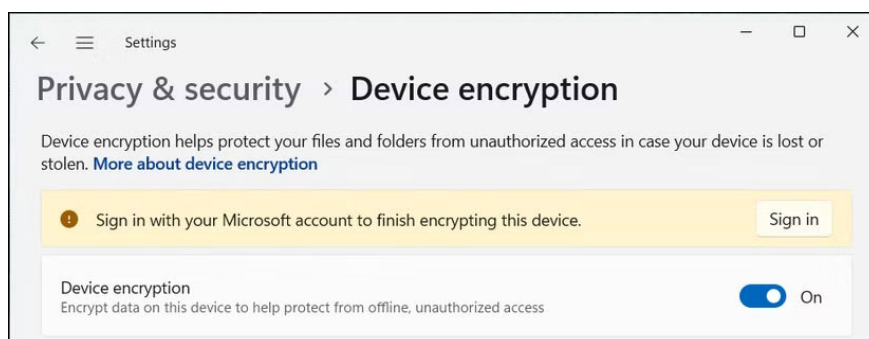 Settings
Privacy & security > Device encryption
Device encryption helps protect your files and folders from unauthorized access in case your device is lost or
stolen. More about device encryption
Sign in with your Microsoft account to finish encrypting this device.
Sign in
Device encryption
Encrypt data on this device to help protect from offline, unauthorized access
On